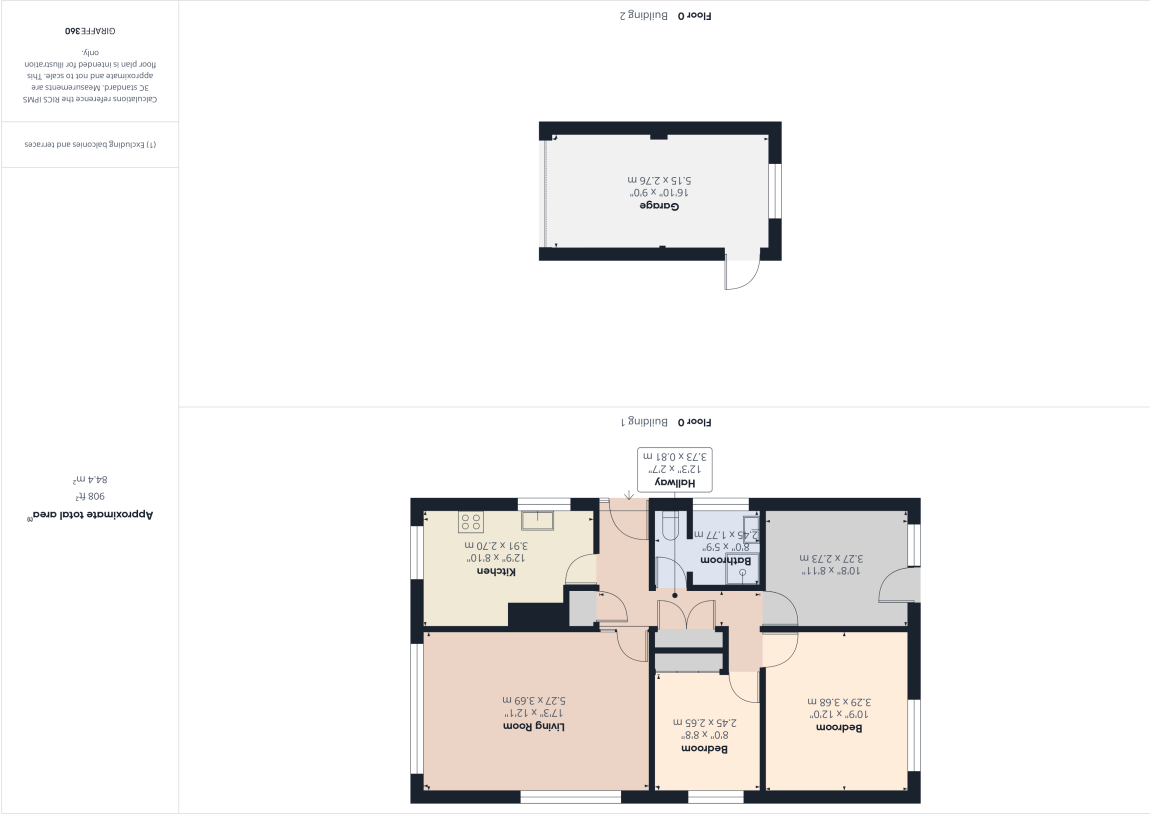 Bedroom
10'9" x 12'0"
3.29 x 3.68 m
Bedroom
8'0" x 8'8"
2.45 x 2.65 m
Living Room
17'3" x 12'1"
5.27 x 3.69 m
10'8" x 8'11"
3.27 x 2.73 m
Bathroom
8'0" x 5'9"
2.45 x 1.77 m
Kitchen
12'9" x 8'10"
3.91 x 2.70 m
Hallway
12'3" x 2'7"
3.73 x 0.81 m
Floor 0 Building 1
Garage
16'10" x 9'0"
5.15 x 2.76 m
Floor 0 Building 2
Approximate total area(1)
908 ft²
84.4 m²
(1) Excluding balconies and terraces
Calculations reference the RICS IPMS
3C standard. Measurements are
approximate and not to scale. This
floor plan is intended for illustration
only.
GIRAFFE360